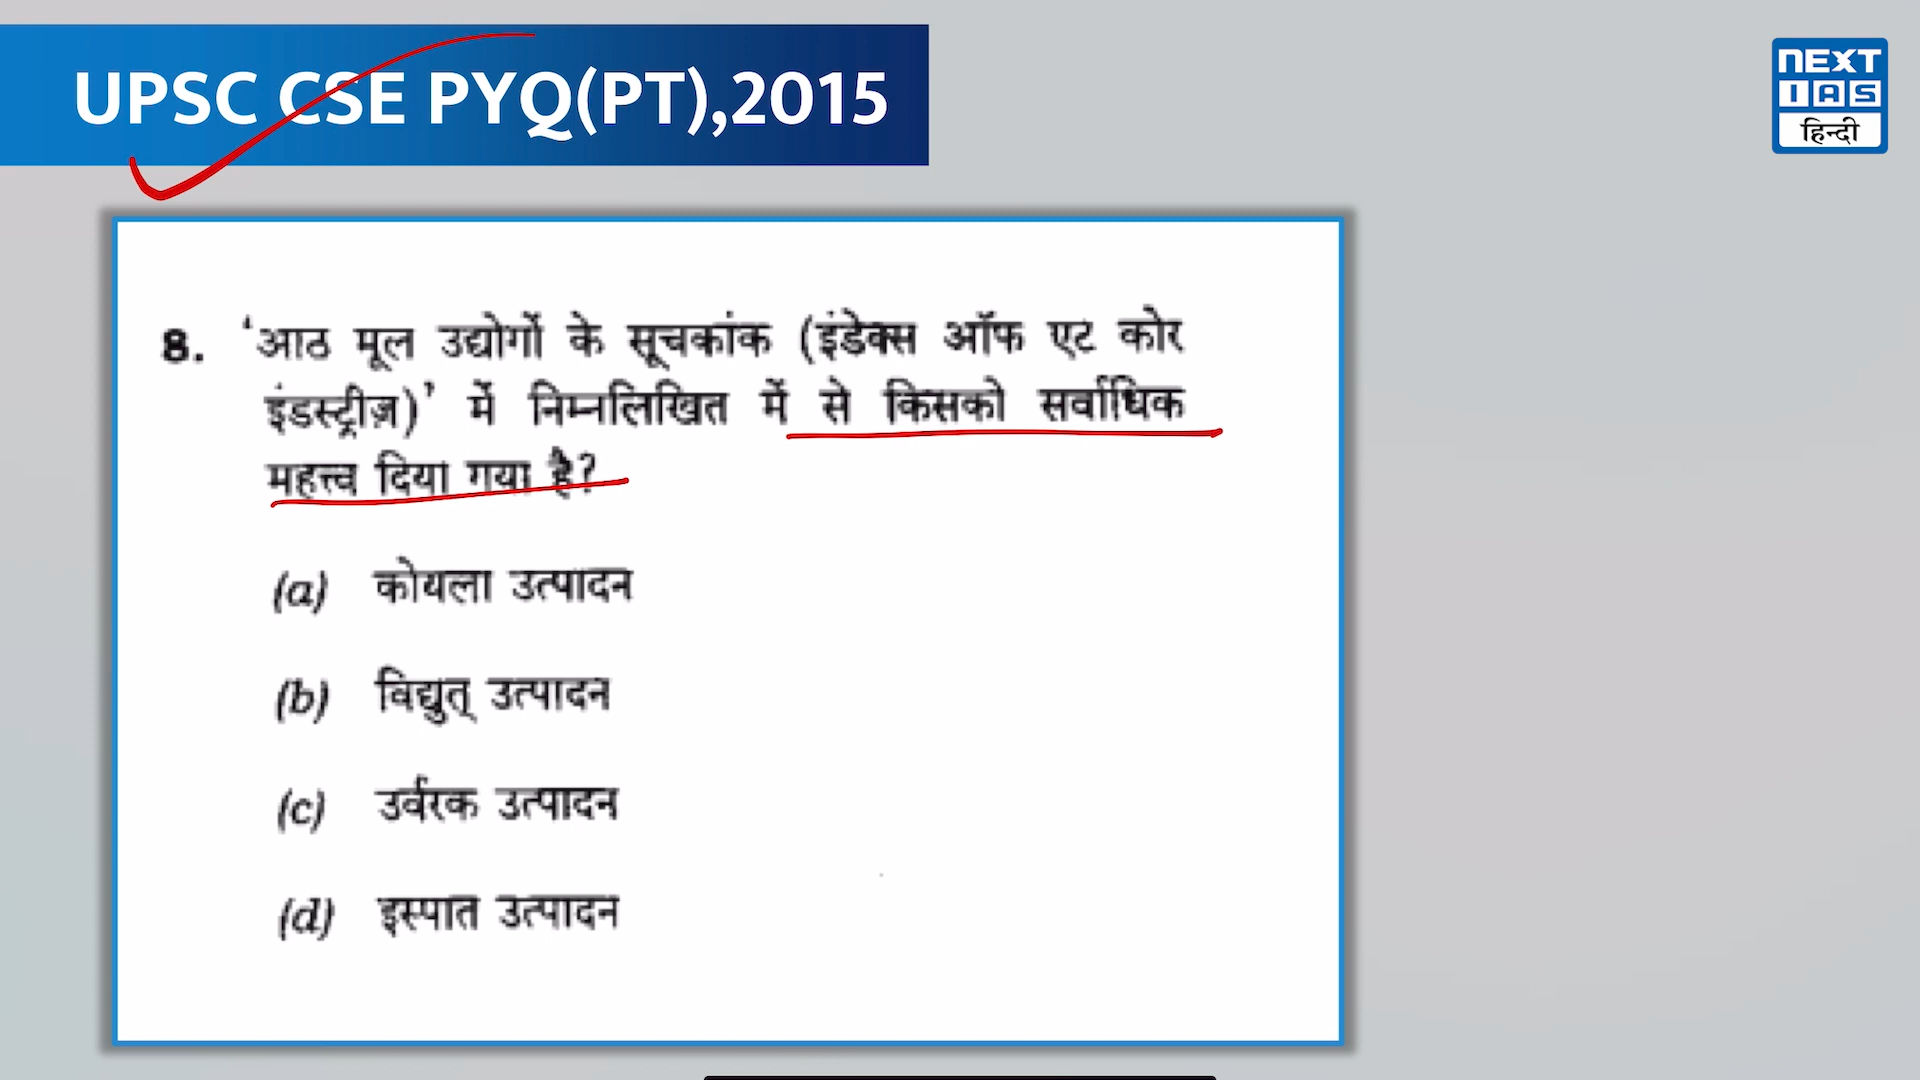 UPSC CSE PYQ(PT),2015
NEXT
IAS
हिन्दी
8. ‘आठ मूल उद्योगों के सूचकांक (इंडेक्स ऑफ एट कोर
इंडस्ट्रीज़)’ में निम्नलिखित में से किसको सर्वाधिक
महत्त्व दिया गया है?
(a) कोयला उत्पादन
(b) विद्युत् उत्पादन
(c) उर्वरक उत्पादन
(d) इस्पात उत्पादन